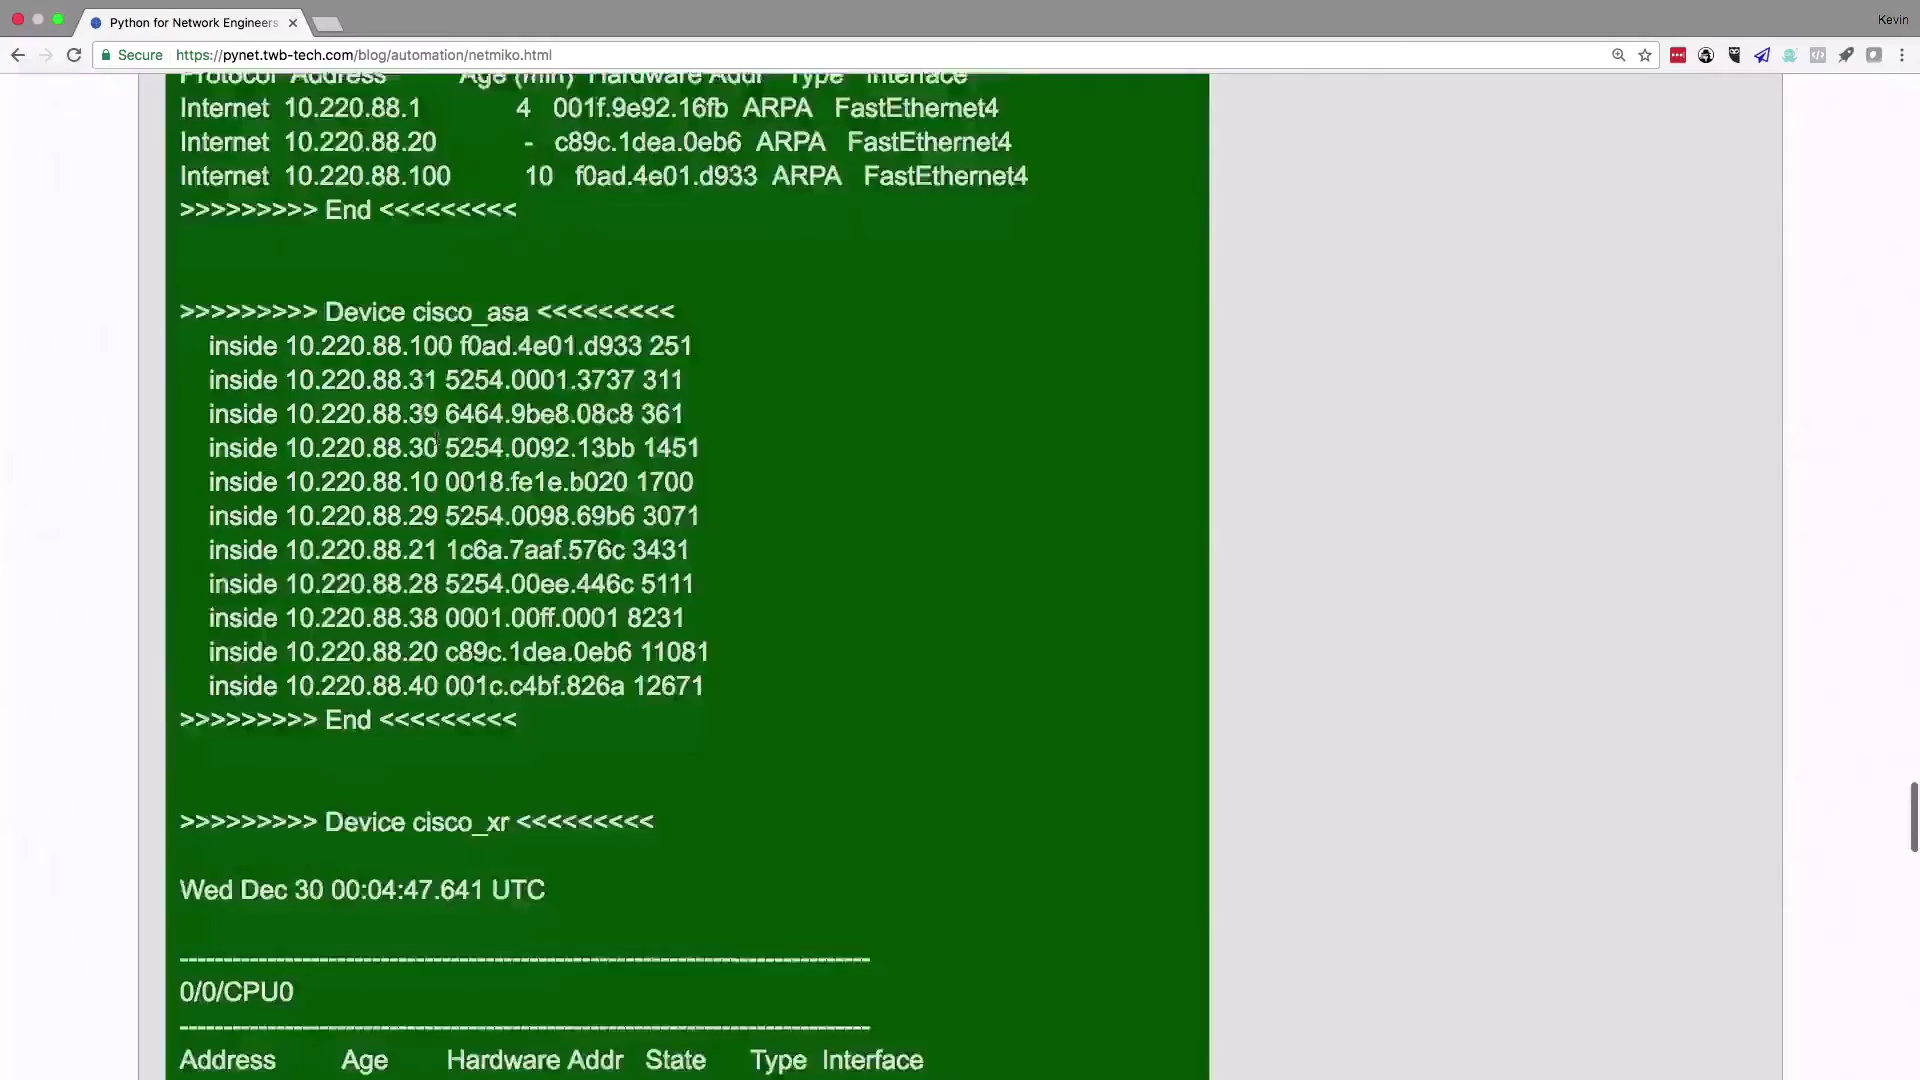 Python for Network Engineers
Kevin
Secure https://pynet.twb-tech.com/blog/automation/netmiko.html
Protocol Address Age (min) Hardware Addr Type Interface
Internet 10.220.88.1 4 001f.9e92.16fb ARPA FastEthernet4
Internet 10.220.88.20 - c89c.1dea.0eb6 ARPA FastEthernet4
Internet 10.220.88.100 10 f0ad.4e01.d933 ARPA FastEthernet4
>>>>>>>>> End <<<<<<<<<
>>>>>>>>> Device cisco_asa <<<<<<<<<
inside 10.220.88.100 f0ad.4e01.d933 251
inside 10.220.88.31 5254.0001.3737 311
inside 10.220.88.39 6464.9be8.08c8 361
inside 10.220.88.30 5254.0092.13bb 1451
inside 10.220.88.10 0018.fe1e.b020 1700
inside 10.220.88.29 5254.0098.69b6 3071
inside 10.220.88.21 1c6a.7aaf.576c 3431
inside 10.220.88.28 5254.00ee.446c 5111
inside 10.220.88.38 0001.00ff.0001 8231
inside 10.220.88.20 c89c.1dea.0eb6 11081
inside 10.220.88.40 001c.c4bf.826a 12671
>>>>>>>>> End <<<<<<<<<
>>>>>>>>> Device cisco_xr <<<<<<<<<
Wed Dec 30 00:04:47.641 UTC
-------------------------------------------------------------------------------
0/0/CPU0
-------------------------------------------------------------------------------
Address Age Hardware Addr State Type Interface